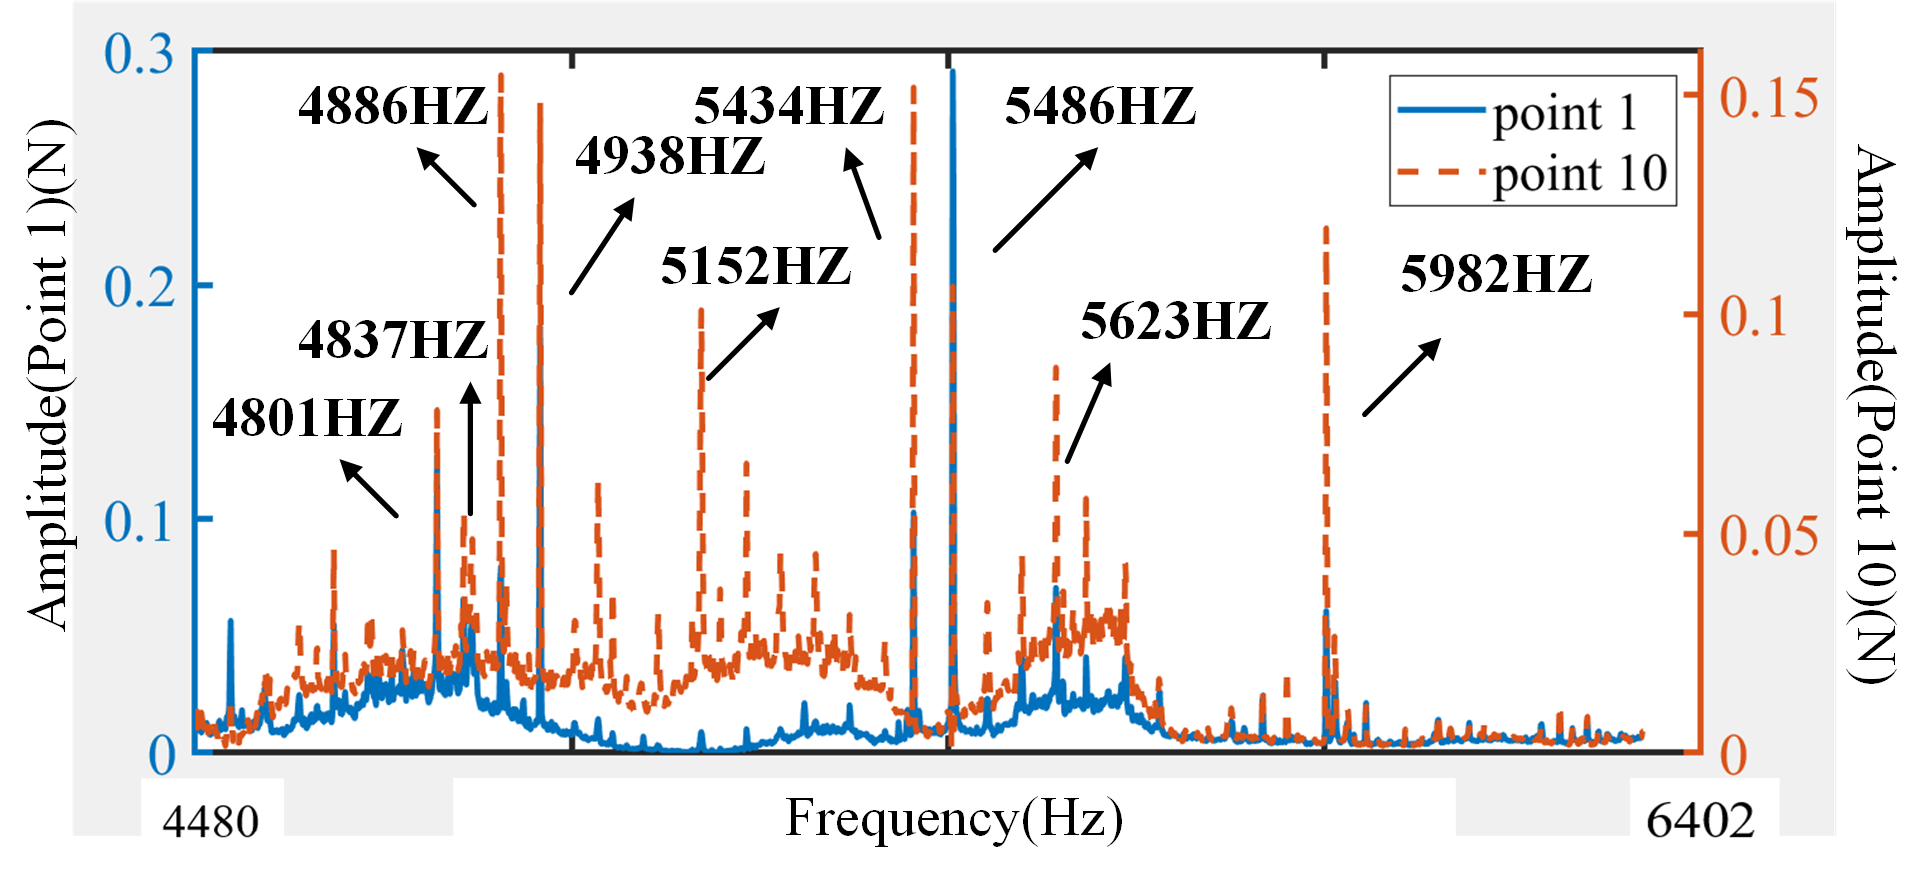 0.3
0.2
0.1
0
Amplitude(Point 1)(N)
4886HZ
5434HZ
5486HZ
4938HZ
5152HZ
4837HZ
4801HZ
5623HZ
5982HZ
point 1
point 10
0.15
0.1
0.05
0
Amplitude(Point 10)(N)
4480
Frequency(Hz)
6402